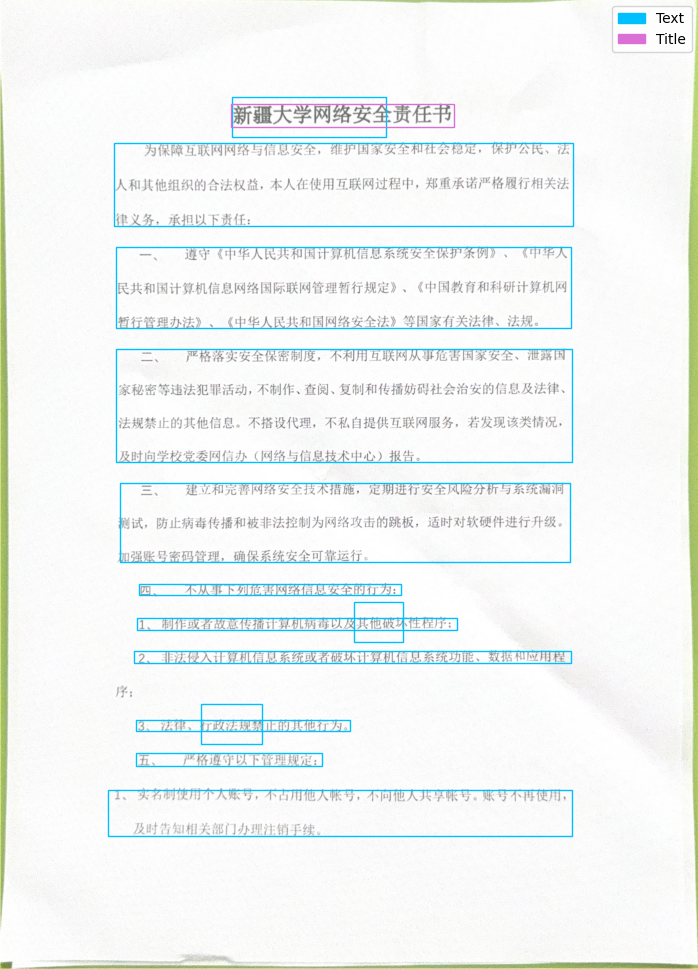 Text
Title
新疆大学网络安全责任书
为保障互联网网络与信息安全，维护国家安全和社会稳定，保护公民、法
人和其他组织的合法权益，本人在使用互联网过程中，郑重承诺严格履行相关法
律义务，承担以下责任：
一、 遵守《中华人民共和国计算机信息系统安全保护条例》、《中华人
民共和国计算机信息网络国际联网管理暂行规定》、《中国教育和科研计算机网
暂行管理办法》、《中华人民共和国网络安全法》等国家有关法律、法规。
二、 严格落实安全保密制度，不利用互联网从事危害国家安全、泄露国
家秘密等违法犯罪活动，不制作、查阅、复制和传播妨碍社会治安的信息及法律、
法规禁止的其他信息。不搭设代理，不私自提供互联网服务，若发现该类情况，
及时向学校党委网信办（网络与信息技术中心）报告。
三、 建立和完善网络安全技术措施，定期进行安全风险分析与系统漏洞
测试，防止病毒传播和被非法控制为网络攻击的跳板，适时对软硬件进行升级。
加强账号密码管理，确保系统安全可靠运行。
四、 不从事下列危害网络信息安全的行为：
1、 制作或者故意传播计算机病毒以及其他破坏性程序；
2、 非法侵入计算机信息系统或者破坏计算机信息系统功能、数据和应用程
序；
3、 法律、行政法规禁止的其他行为。
五、 严格遵守以下管理规定：
1、 实名制使用个人账号，不占用他人帐号，不向他人共享帐号。账号不再使用，
及时告知相关部门办理注销手续。